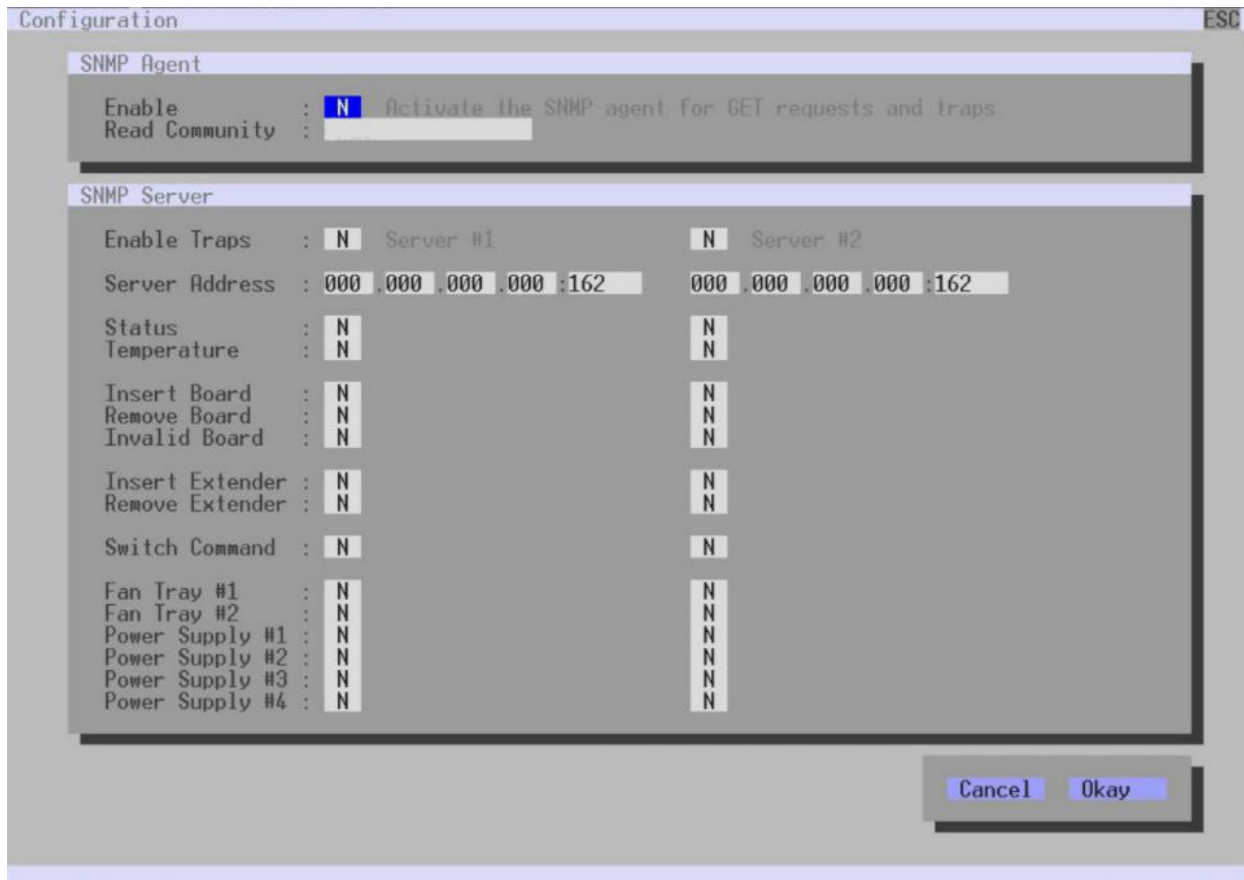 Configuration ESC
SNMP Agent
Enable : N Activate the SNMP agent for GET requests and traps
Read Community :
SNMP Server
Enable Traps : N Server #1 N Server #2
Server Address : 000 .000 .000 .000 :162 000 .000 .000 .000 :162
Status : N N
Temperature : N N
Insert Board : N N
Remove Board : N N
Invalid Board : N N
Insert Extender : N N
Remove Extender : N N
Switch Command : N N
Fan Tray #1 : N N
Fan Tray #2 : N N
Power Supply #1 : N N
Power Supply #2 : N N
Power Supply #3 : N N
Power Supply #4 : N N
Cancel Okay